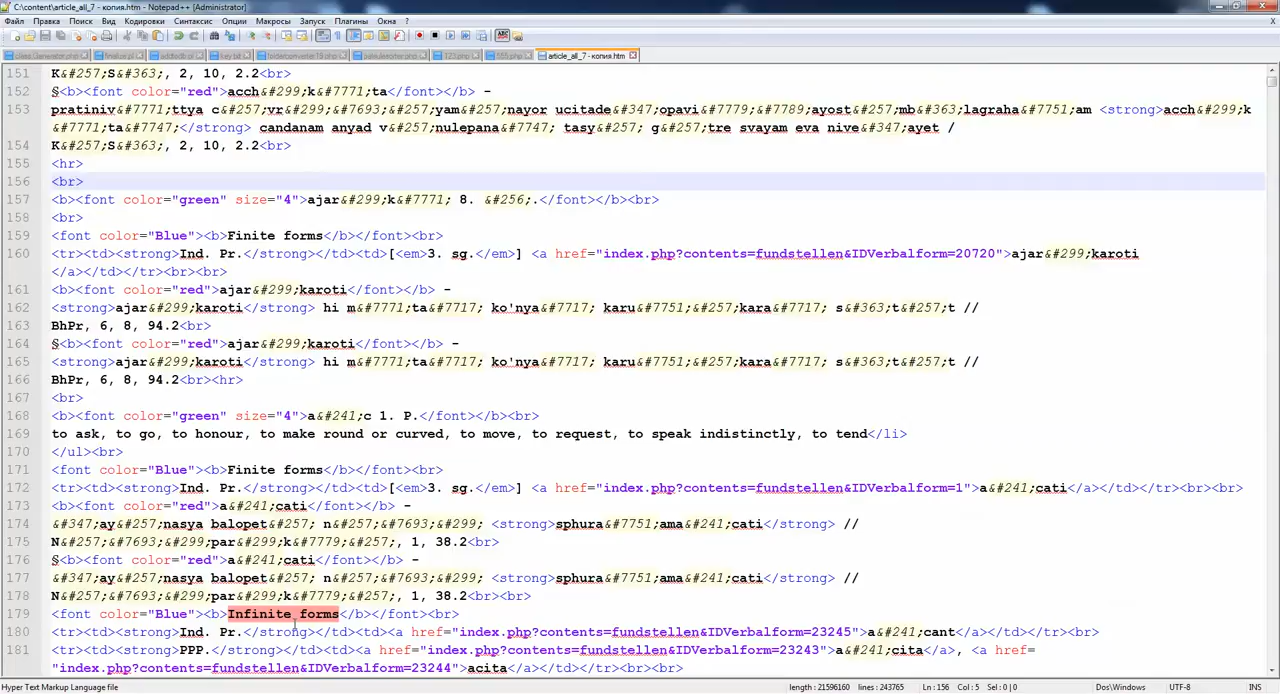 C:\content\article_all_7 - копия.htm - Notepad++ [Administrator]
Файл Правка Поиск Вид Кодировки Синтаксис Опции Макросы Запуск Плагины Окна ?
123.pl 555.php article_all_7 - копия.htm
151 K&#257;S&#363;, 2, 10, 2.2<br>
152 §<b><font color="red">acch&#299;k&#7771;ta</font></b> -
153 pratiniv&#7771;ttya c&#257;vr&#299;&#7693;&#257;yam&#257;nayor ucitade&#347;opavi&#7779;&#7789;ayost&#257;mb&#363;lagraha&#7751;am <strong>acch&#299;k
&#7771;ta&#7747;</strong> candanam anyad v&#257;nulepana&#7747; tasy&#257; g&#257;tre svayam eva nive&#347;ayet /
154 K&#257;S&#363;, 2, 10, 2.2<br>
155 <hr>
156 <br>
157 <b><font color="green" size="4">ajar&#299;k&#7771; 8. &#256;.</font></b><br>
158 <br>
159 <font color="Blue"><b>Finite forms</b></font><br>
160 <tr><td><strong>Ind. Pr.</strong></td><td>[<em>3. sg.</em>] <a href="index.php?contents=fundstellen&IDVerbalform=20720">ajar&#299;karoti
</a></td></tr><br><br>
161 <b><font color="red">ajar&#299;karoti</font></b> -
162 <strong>ajar&#299;karoti</strong> hi m&#7771;ta&#7717; ko'nya&#7717; karu&#7751;&#257;kara&#7717; s&#363;t&#257;t //
163 BhPr, 6, 8, 94.2<br>
164 §<b><font color="red">ajar&#299;karoti</font></b> -
165 <strong>ajar&#299;karoti</strong> hi m&#7771;ta&#7717; ko'nya&#7717; karu&#7751;&#257;kara&#7717; s&#363;t&#257;t //
166 BhPr, 6, 8, 94.2<br><hr>
167 <br>
168 <b><font color="green" size="4">a&#241;c 1. P.</font></b><br>
169 to ask, to go, to honour, to make round or curved, to move, to request, to speak indistinctly, to tend</li>
170 </ul><br>
171 <font color="Blue"><b>Finite forms</b></font><br>
172 <tr><td><strong>Ind. Pr.</strong></td><td>[<em>3. sg.</em>] <a href="index.php?contents=fundstellen&IDVerbalform=1">a&#241;cati</a></td></tr><br><br>
173 <b><font color="red">a&#241;cati</font></b> -
174 &#347;ay&#257;nasya balopet&#257; n&#257;&#7693;&#299; <strong>sphura&#7751;ama&#241;cati</strong> //
175 N&#257;&#7693;&#299;par&#299;k&#7779;&#257;, 1, 38.2<br>
176 §<b><font color="red">a&#241;cati</font></b> -
177 &#347;ay&#257;nasya balopet&#257; n&#257;&#7693;&#299; <strong>sphura&#7751;ama&#241;cati</strong> //
178 N&#257;&#7693;&#299;par&#299;k&#7779;&#257;, 1, 38.2<br><br>
179 <font color="Blue"><b>Infinite forms</b></font><br>
180 <tr><td><strong>Ind. Pr.</strong></td><td><a href="index.php?contents=fundstellen&IDVerbalform=23245">a&#241;cant</a></td></tr><br>
181 <tr><td><strong>PPP.</strong></td><td><a href="index.php?contents=fundstellen&IDVerbalform=23243">a&#241;cita</a>, <a href=
"index.php?contents=fundstellen&IDVerbalform=23244">acita</a></td></tr><br><br>
Hyper Text Markup Language file length : 21596160 lines : 243765 Ln : 156 Col : 5 Sel : 0 | 0 Dos\Windows UTF-8 INS